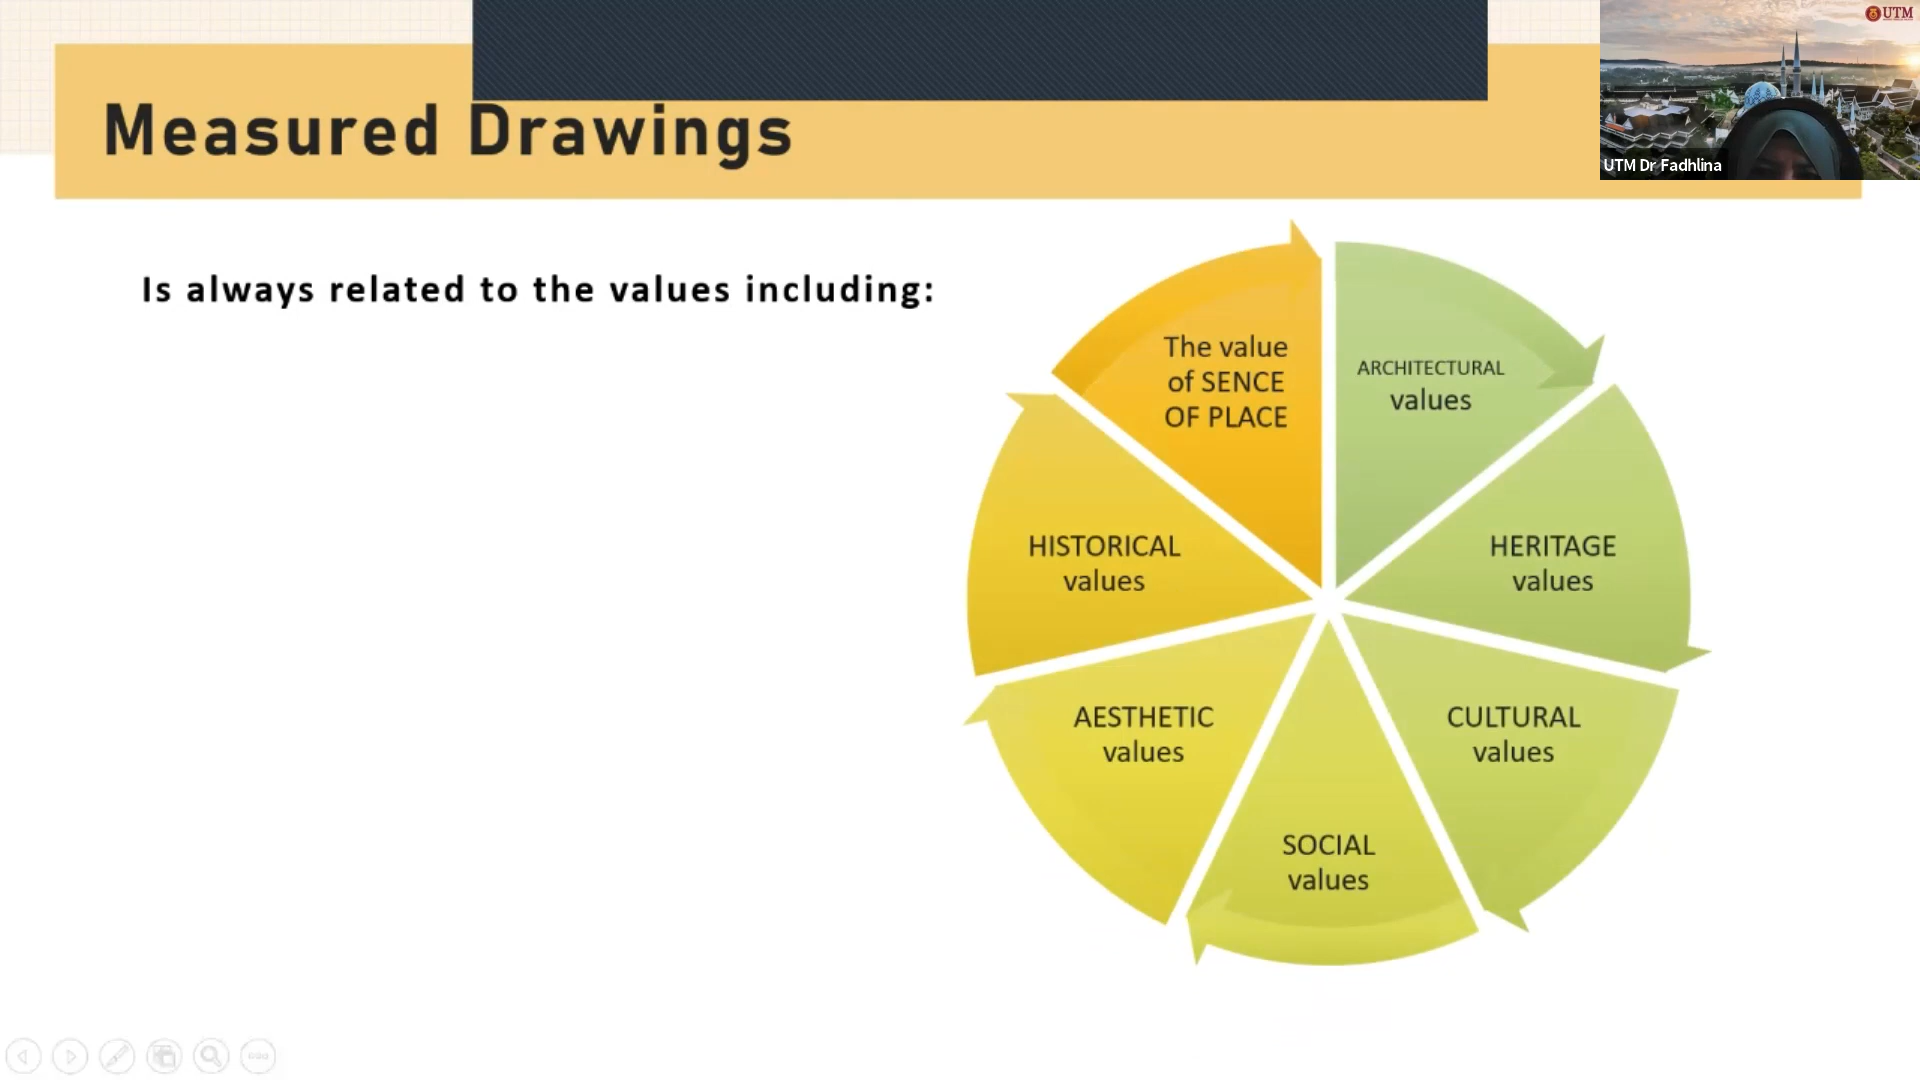 Measured Drawings
UTM
UTM Dr Fadhlina
Is always related to the values including:
The value
of SENCE
OF PLACE
ARCHITECTURAL
values
HERITAGE
values
CULTURAL
values
SOCIAL
values
AESTHETIC
values
HISTORICAL
values